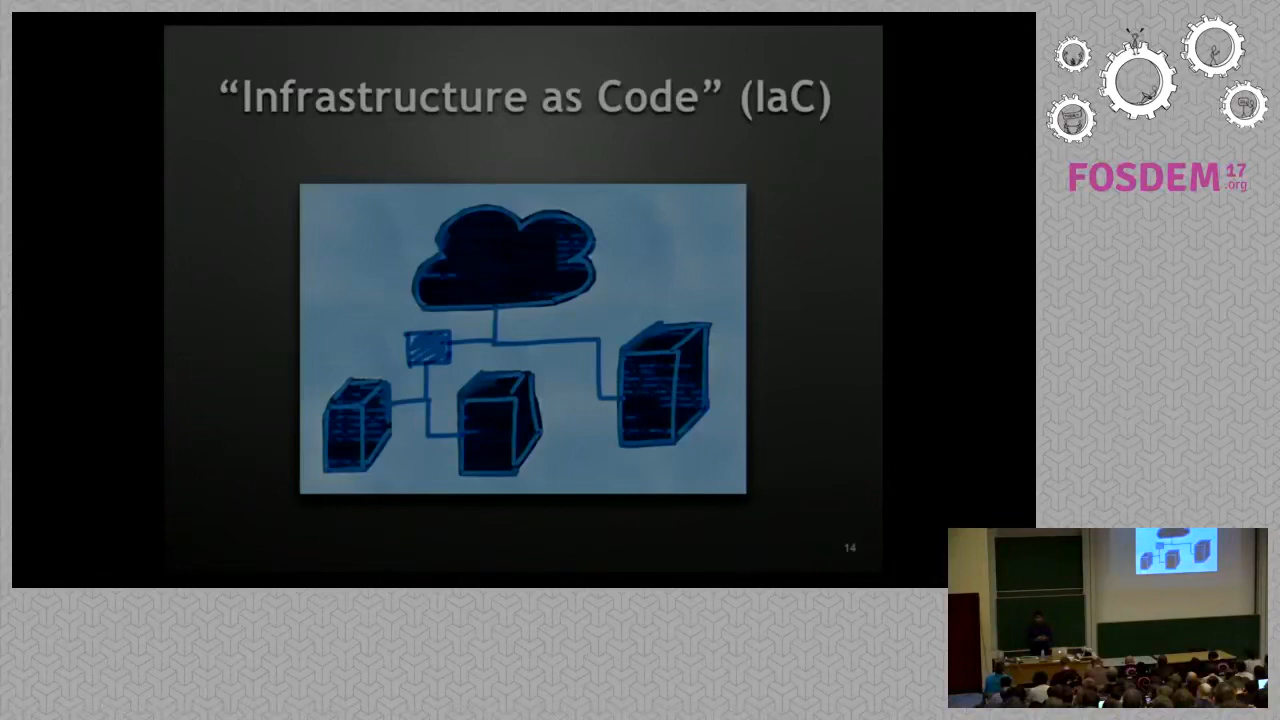 “Infrastructure as Code” (IaC)
14
FOSDEM 17
.org